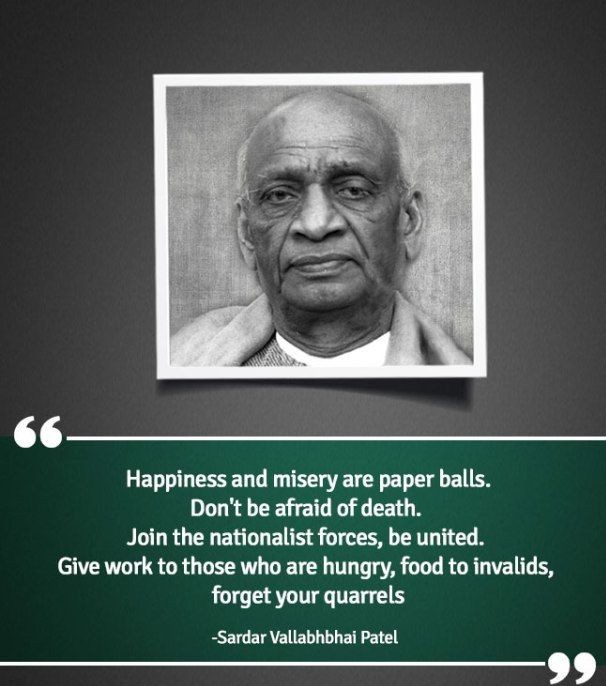 Happiness and misery are paper balls.
Don't be afraid of death.
Join the nationalist forces, be united.
Give work to those who are hungry, food to invalids,
forget your quarrels
-Sardar Vallabhbhai Patel